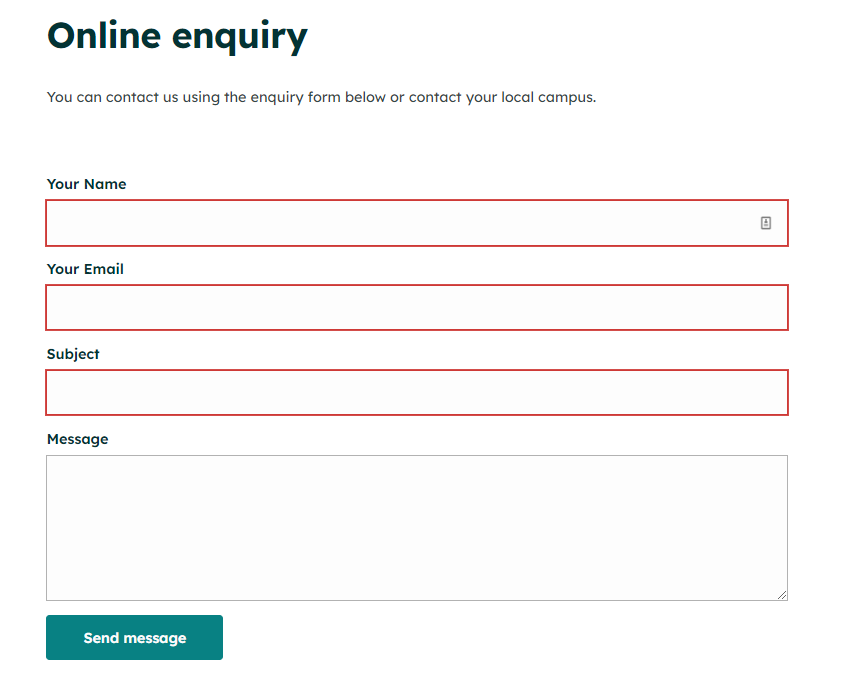 Online enquiry
You can contact us using the enquiry form below or contact your local campus.
Your Name
Your Email
Subject
Message
Send message